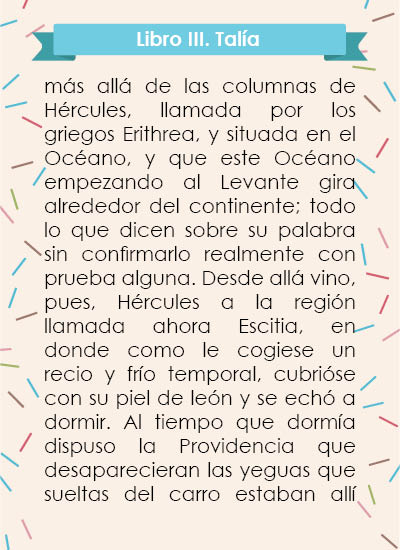 Libro III. Talía
más allá de las columnas de
Hércules, llamada por los
griegos Erithrea, y situada en el
Océano, y que este Océano
empezando al Levante gira
alrededor del continente; todo
lo que dicen sobre su palabra
sin confirmarlo realmente con
prueba alguna. Desde allá vino,
pues, Hércules a la región
llamada ahora Escitia, en
donde como le cogiese un
recio y frío temporal, cubrióse
con su piel de león y se echó a
dormir. Al tiempo que dormía
dispuso la Providencia que
desaparecieran las yeguas que
sueltas del carro estaban allí